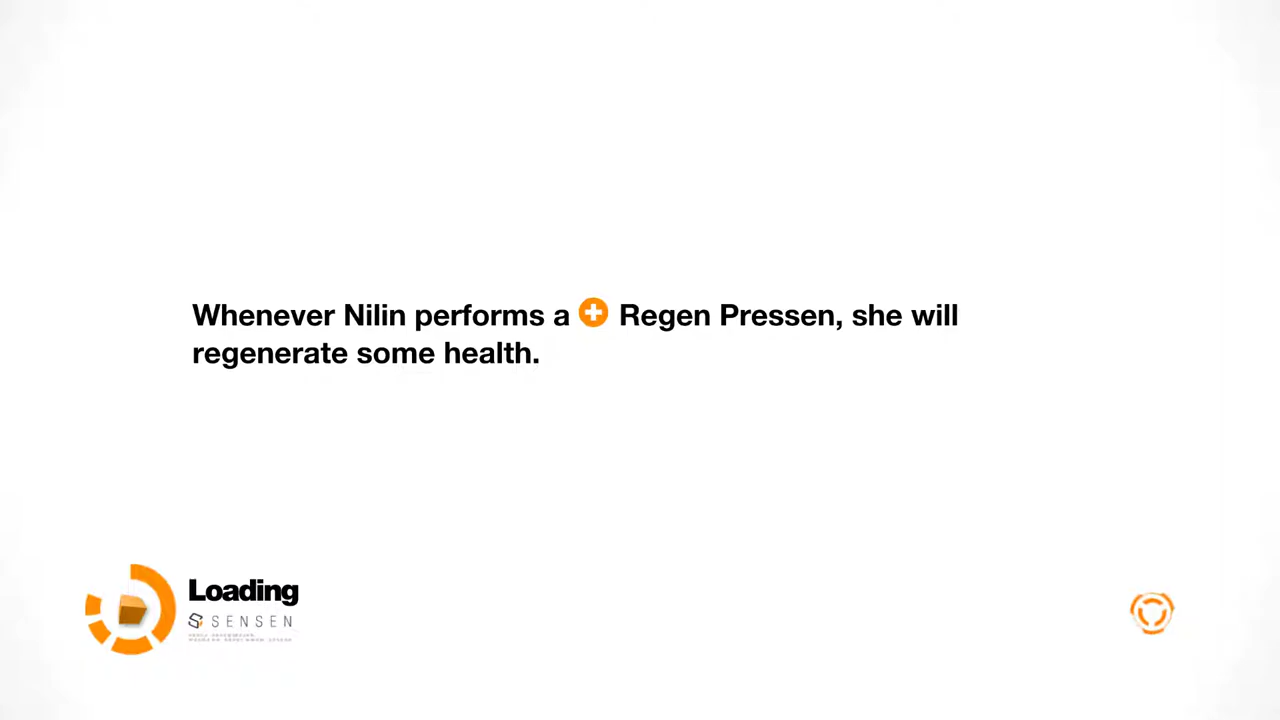 Whenever Nilin performs a Regen Pressen, she will
regenerate some health.
Loading
SENSEN